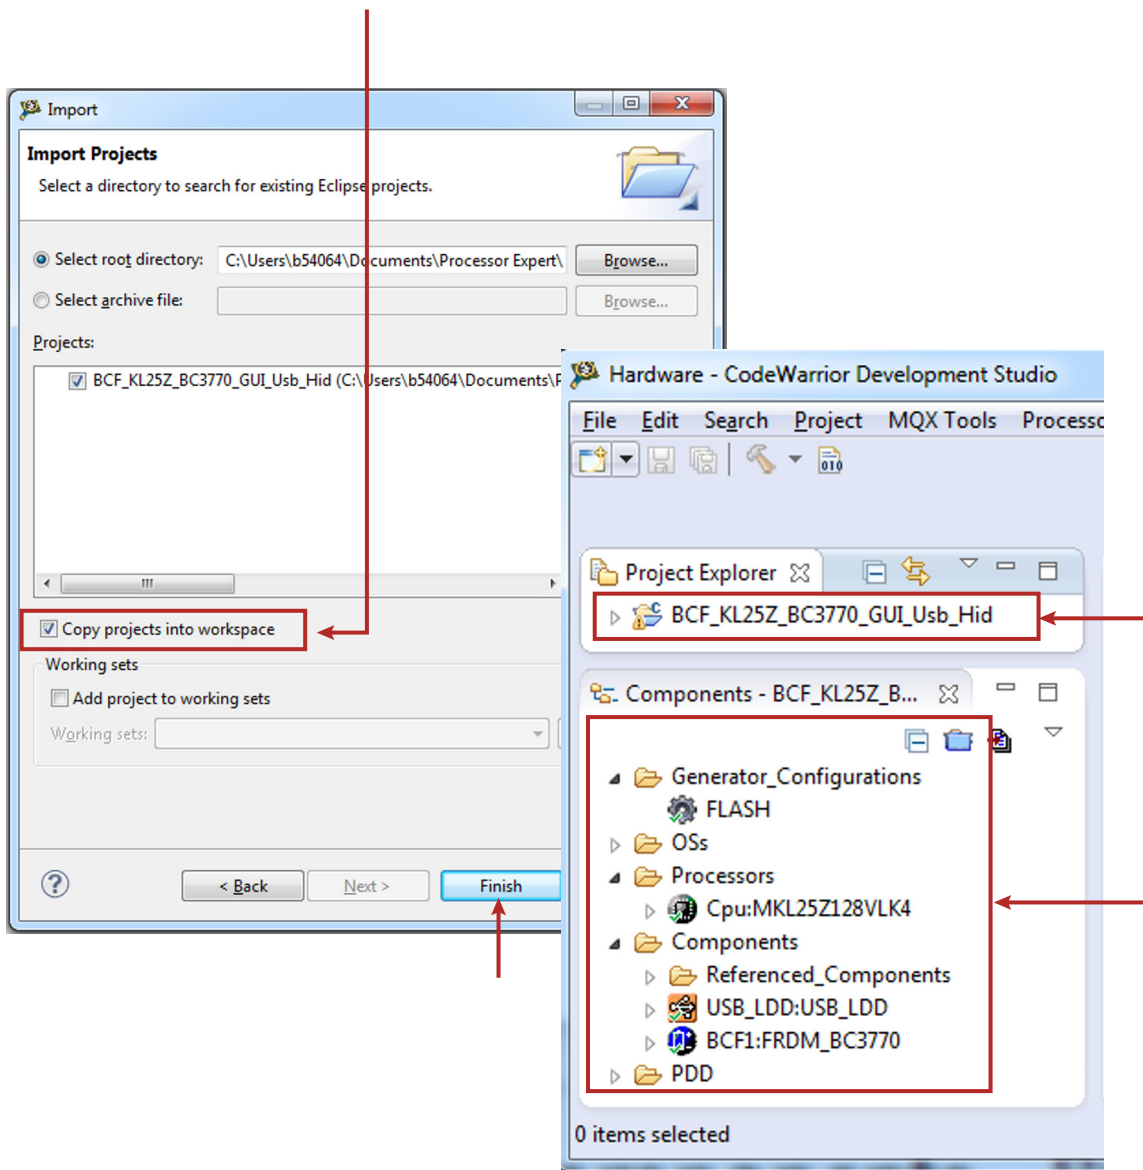 Import
Import Projects
Select a directory to search for existing Eclipse projects.
Select root directory:
C:\Users\b54064\Documents\Processor Expert\
Browse...
Select archive file:
Browse...
Projects:
BCF_KL25Z_BC3770_GUI_Usb_Hid (C:\Users\b54064\Documents\P
Copy projects into workspace
Working sets
Add project to working sets
Working sets:
< Back
Next >
Finish
Hardware - CodeWarrior Development Studio
File Edit Search Project MQX Tools Processo
010
Project Explorer
BCF_KL25Z_BC3770_GUI_Usb_Hid
Components - BCF_KL25Z_B...
Generator_Configurations
FLASH
OSs
Processors
Cpu:MKL25Z128VLK4
Components
Referenced_Components
USB_LDD:USB_LDD
BCF1:FRDM_BC3770
PDD
0 items selected